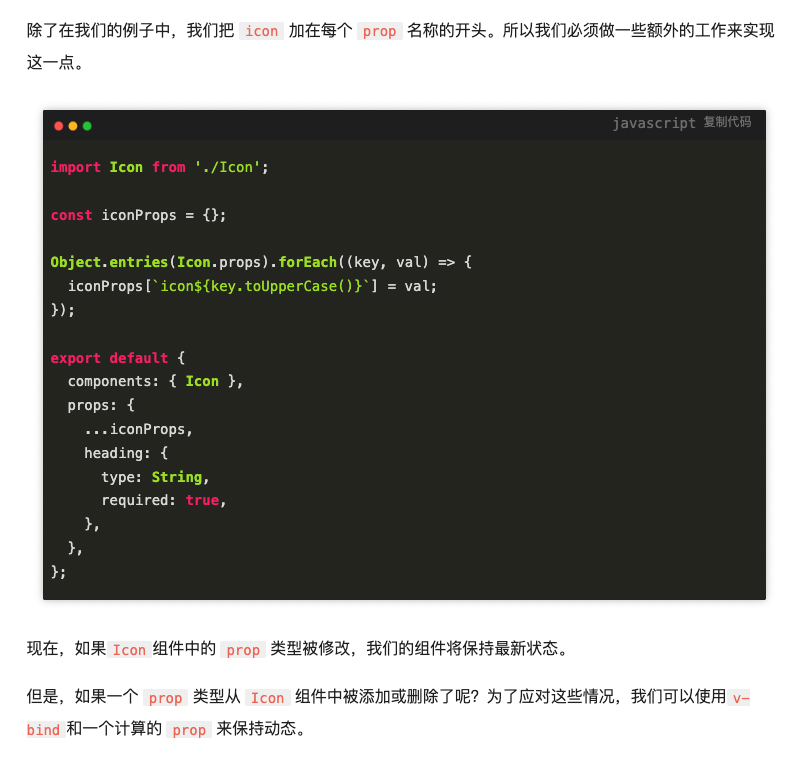 除了在我们的例子中，我们把 icon 加在每个 prop 名称的开头。所以我们必须做一些额外的工作来实现
这一点。
javascript 复制代码
import Icon from './Icon';
const iconProps = {};
Object.entries(Icon.props).forEach((key, val) => {
  iconProps[`icon${key.toUpperCase()}`] = val;
});
export default {
  components: { Icon },
  props: {
    ...iconProps,
    heading: {
      type: String,
      required: true,
    },
  },
};
现在，如果 Icon 组件中的 prop 类型被修改，我们的组件将保持最新状态。
但是，如果一个 prop 类型从 Icon 组件中被添加或删除了呢？为了应对这些情况，我们可以使用 v-
bind 和一个计算的 prop 来保持动态。